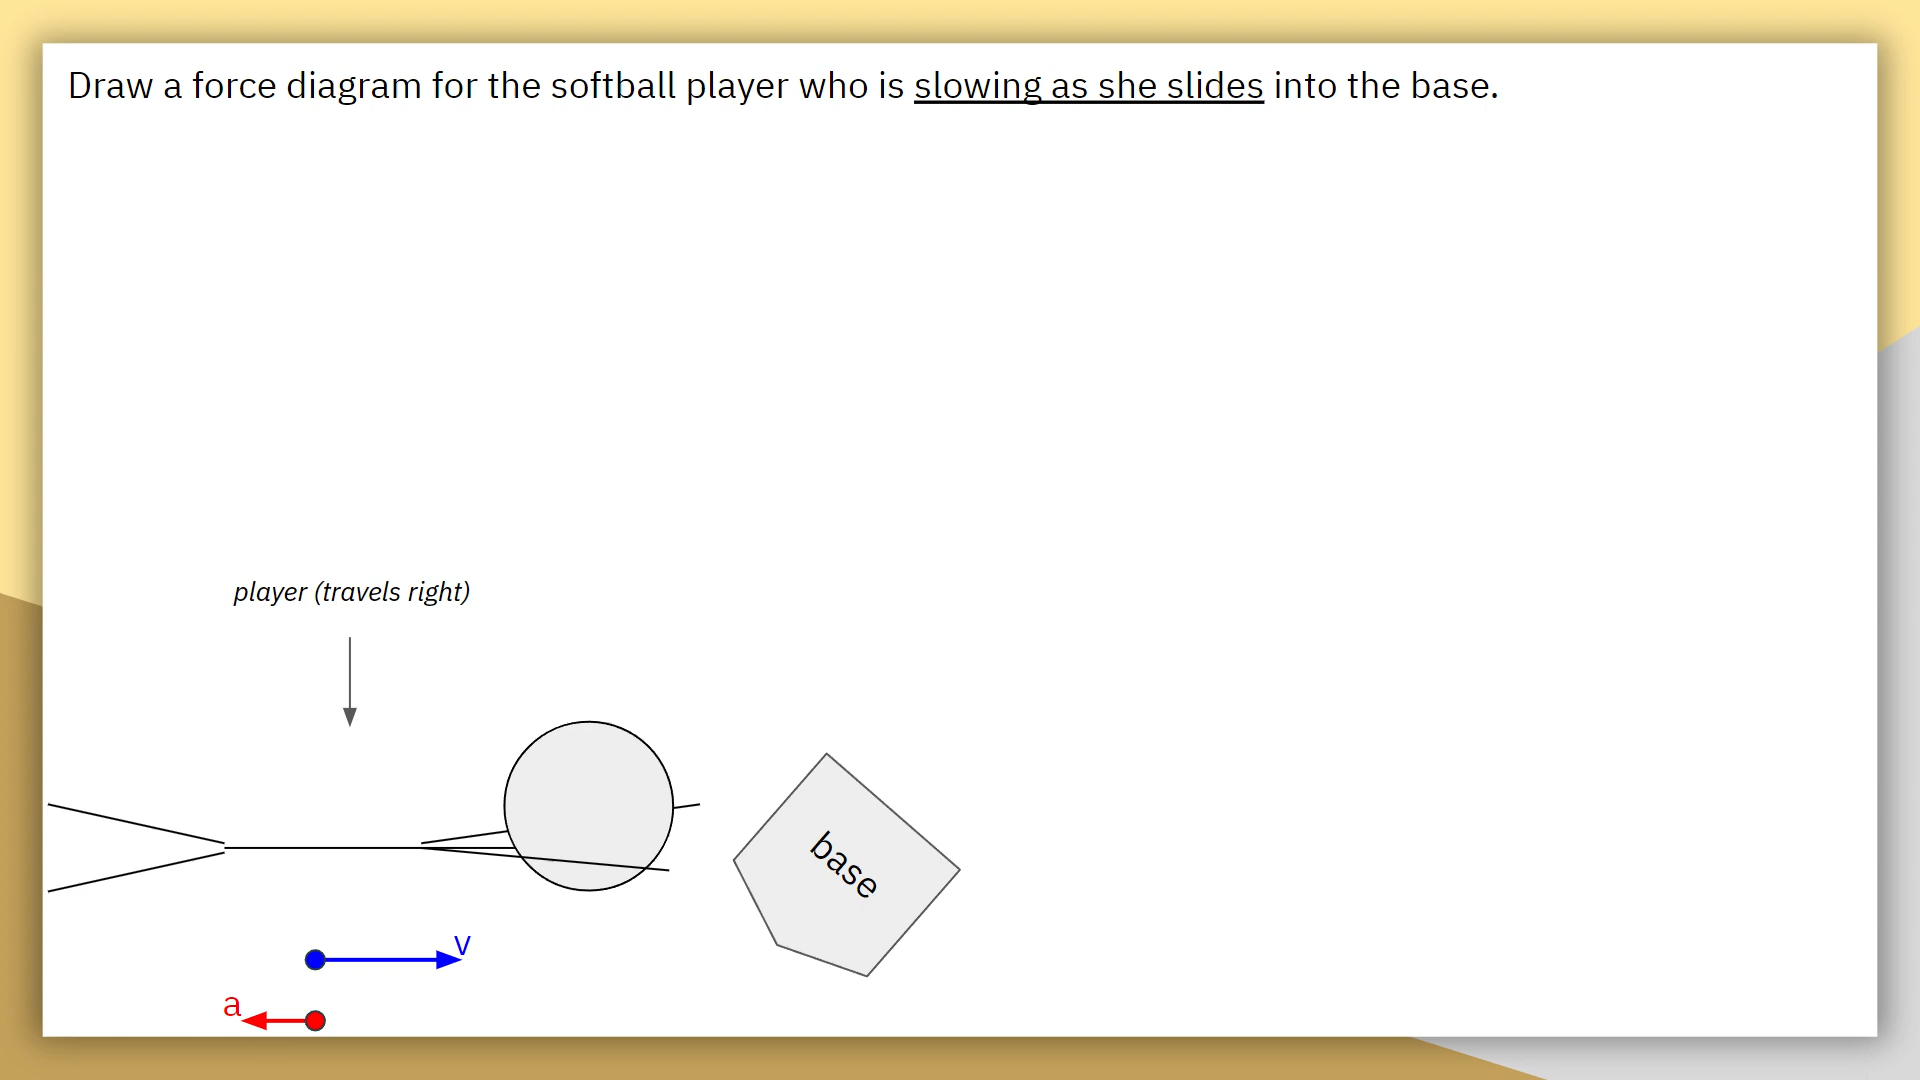 Draw a force diagram for the softball player who is slowing as she slides into the base.
player (travels right)
base
v
a